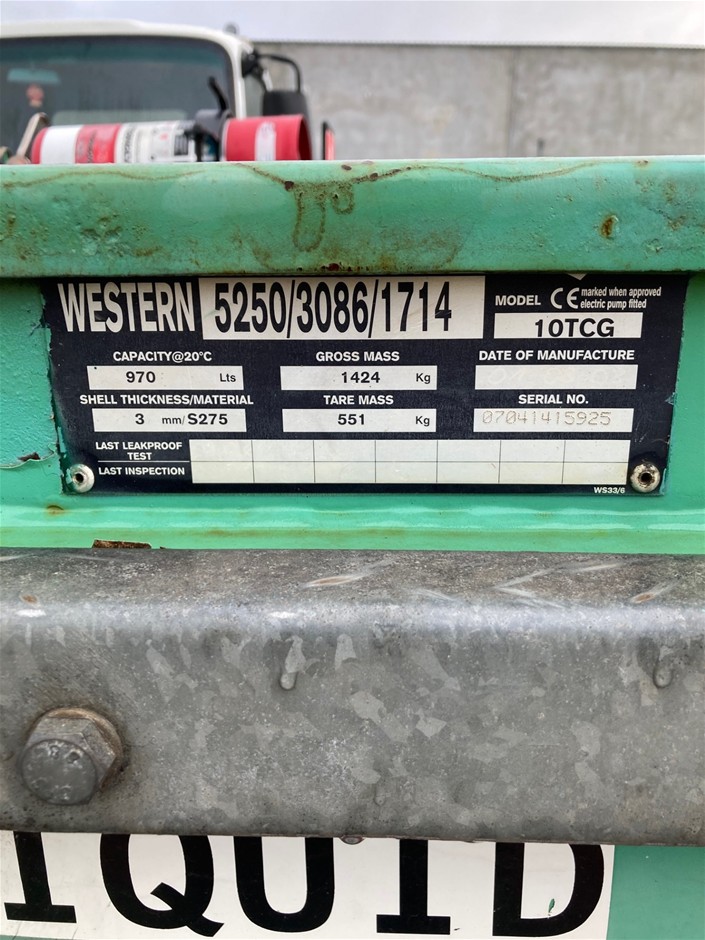 WESTERN 5250/3086/1714
MODEL CE marked when approved
electric pump fitted
10TCG
CAPACITY@20°C GROSS MASS DATE OF MANUFACTURE
970 Lts 1424 Kg
SHELL THICKNESS/MATERIAL TARE MASS SERIAL NO.
3 mm/S275 551 Kg 07041415925
LAST LEAKPROOF
TEST
LAST INSPECTION
WS33/6
IQUID